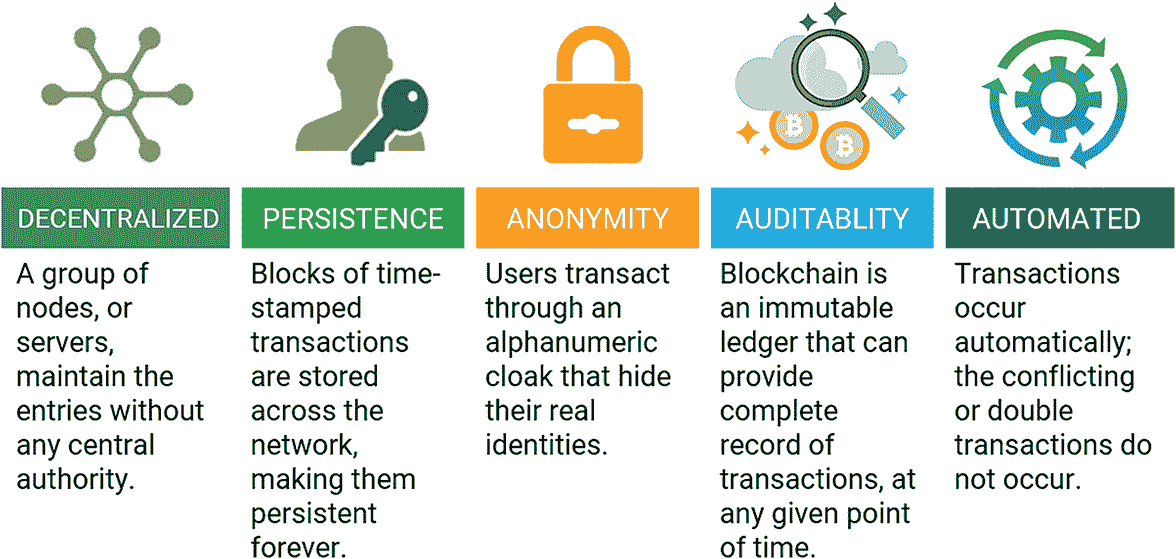 DECENTRALIZED
A group of
nodes, or
servers,
maintain the
entries without
any central
authority.
PERSISTENCE
Blocks of time-
stamped
transactions
are stored
across the
network,
making them
persistent
forever.
ANONYMITY
Users transact
through an
alphanumeric
cloak that hide
their real
identities.
AUDITABLITY
Blockchain is
an immutable
ledger that can
provide
complete
record of
transactions, at
any given point
of time.
AUTOMATED
Transactions
occur
automatically;
the conflicting
or double
transactions do
not occur.